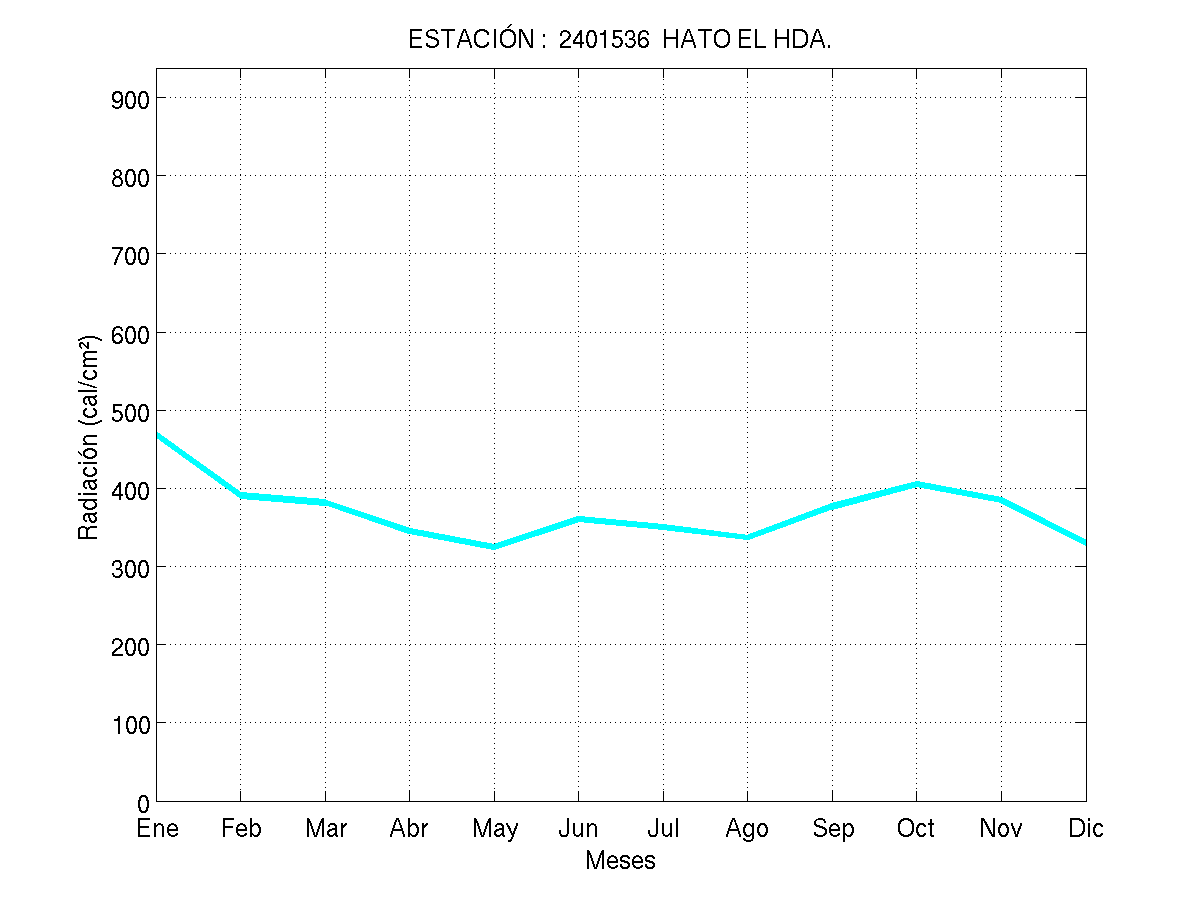 ESTACIÓN : 2401536 HATO EL HDA.
900
800
700
600
500
400
300
200
100
0
Radiación (cal/cm²)
Ene Feb Mar Abr May Jun Jul Ago Sep Oct Nov Dic
Meses